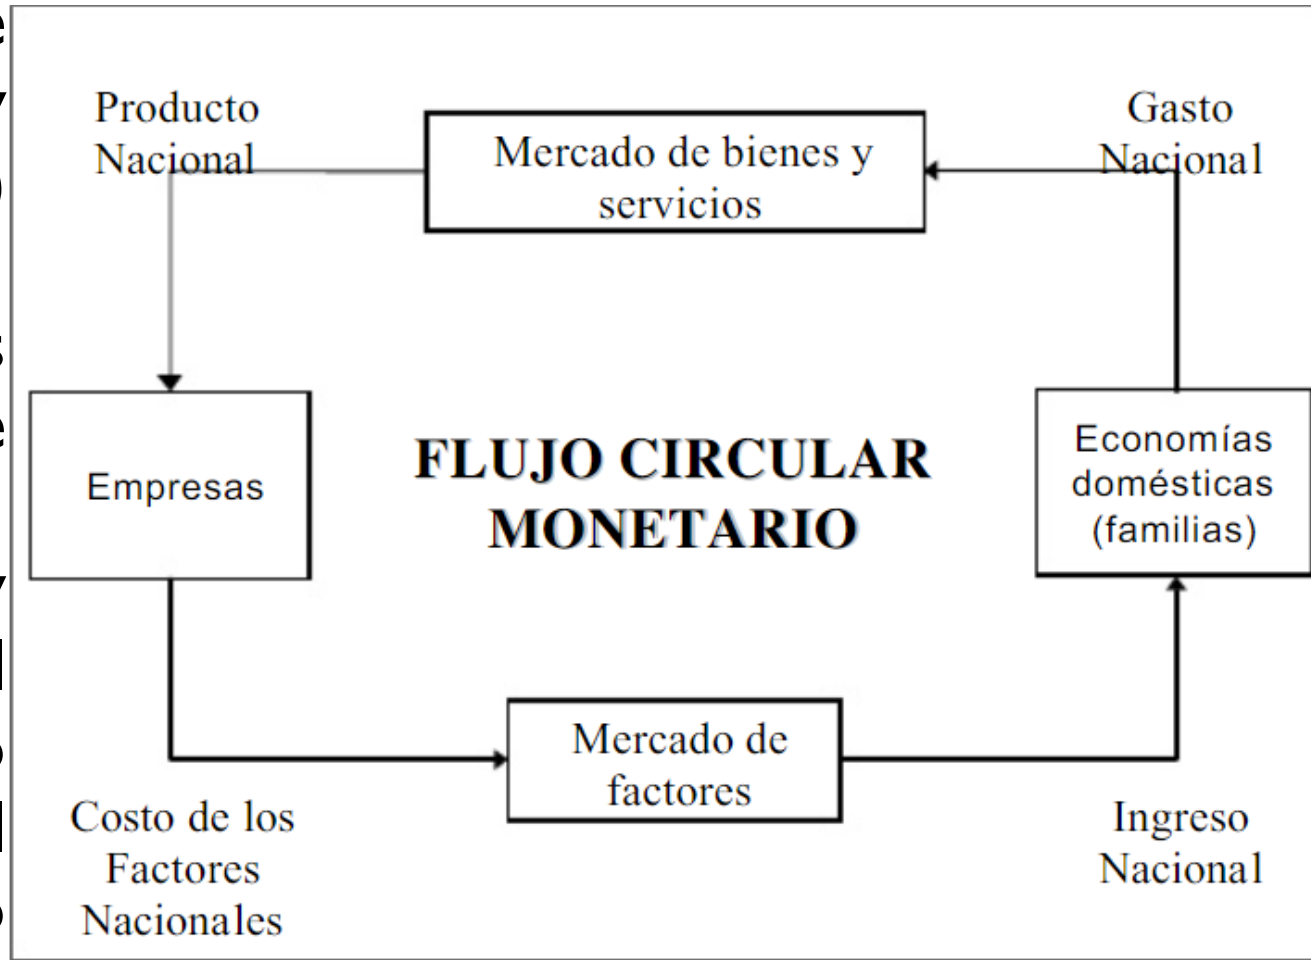 Producto
Nacional
Mercado de bienes y
servicios
Gasto
Nacional
Empresas
FLUJO CIRCULAR
MONETARIO
Economías
domésticas
(familias)
Mercado de
factores
Costo de los
Factores
Nacionales
Ingreso
Nacional